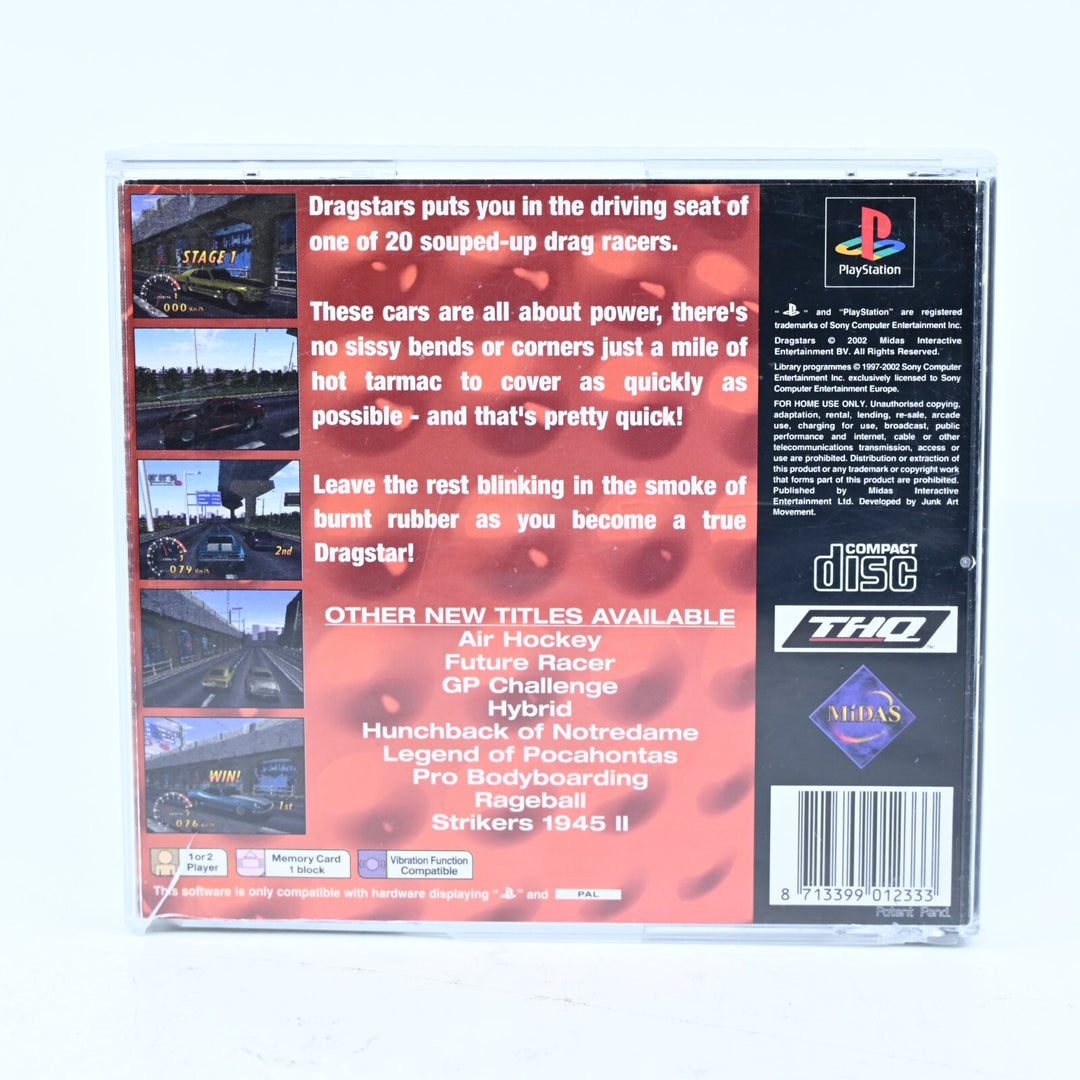 STAGE 1
000 Km/h
2nd
079 Km/h
WIN!
1st
076 Km/h
Dragstars puts you in the driving seat of
one of 20 souped-up drag racers.
These cars are all about power, there's
no sissy bends or corners just a mile of
hot tarmac to cover as quickly as
possible - and that's pretty quick!
Leave the rest blinking in the smoke of
burnt rubber as you become a true
Dragstar!
OTHER NEW TITLES AVAILABLE
Air Hockey
Future Racer
GP Challenge
Hybrid
Hunchback of Notredame
Legend of Pocahontas
Pro Bodyboarding
Rageball
Strikers 1945 II
1 or 2
Player
Memory Card
1 block
Vibration Function
Compatible
This software is only compatible with hardware displaying " " and PAL
PlayStation
" " and "PlayStation" are registered
trademarks of Sony Computer Entertainment Inc.
Dragstars © 2002 Midas Interactive
Entertainment BV. All Rights Reserved.
Library programmes © 1997-2002 Sony Computer
Entertainment Inc. exclusively licensed to Sony
Computer Entertainment Europe.
FOR HOME USE ONLY. Unauthorised copying,
adaptation, rental, lending, re-sale, arcade
use, charging for use, broadcast, public
performance and internet, cable or other
telecommunications transmission, access or
use are prohibited. Distribution or extraction of
this product or any trademark or copyright work
that forms part of this product are prohibited.
Published by Midas Interactive
Entertainment Ltd. Developed by Junk Art
Movement.
COMPACT
disc
THQ
MiDAS
8 713399 012333
Patent Pend.